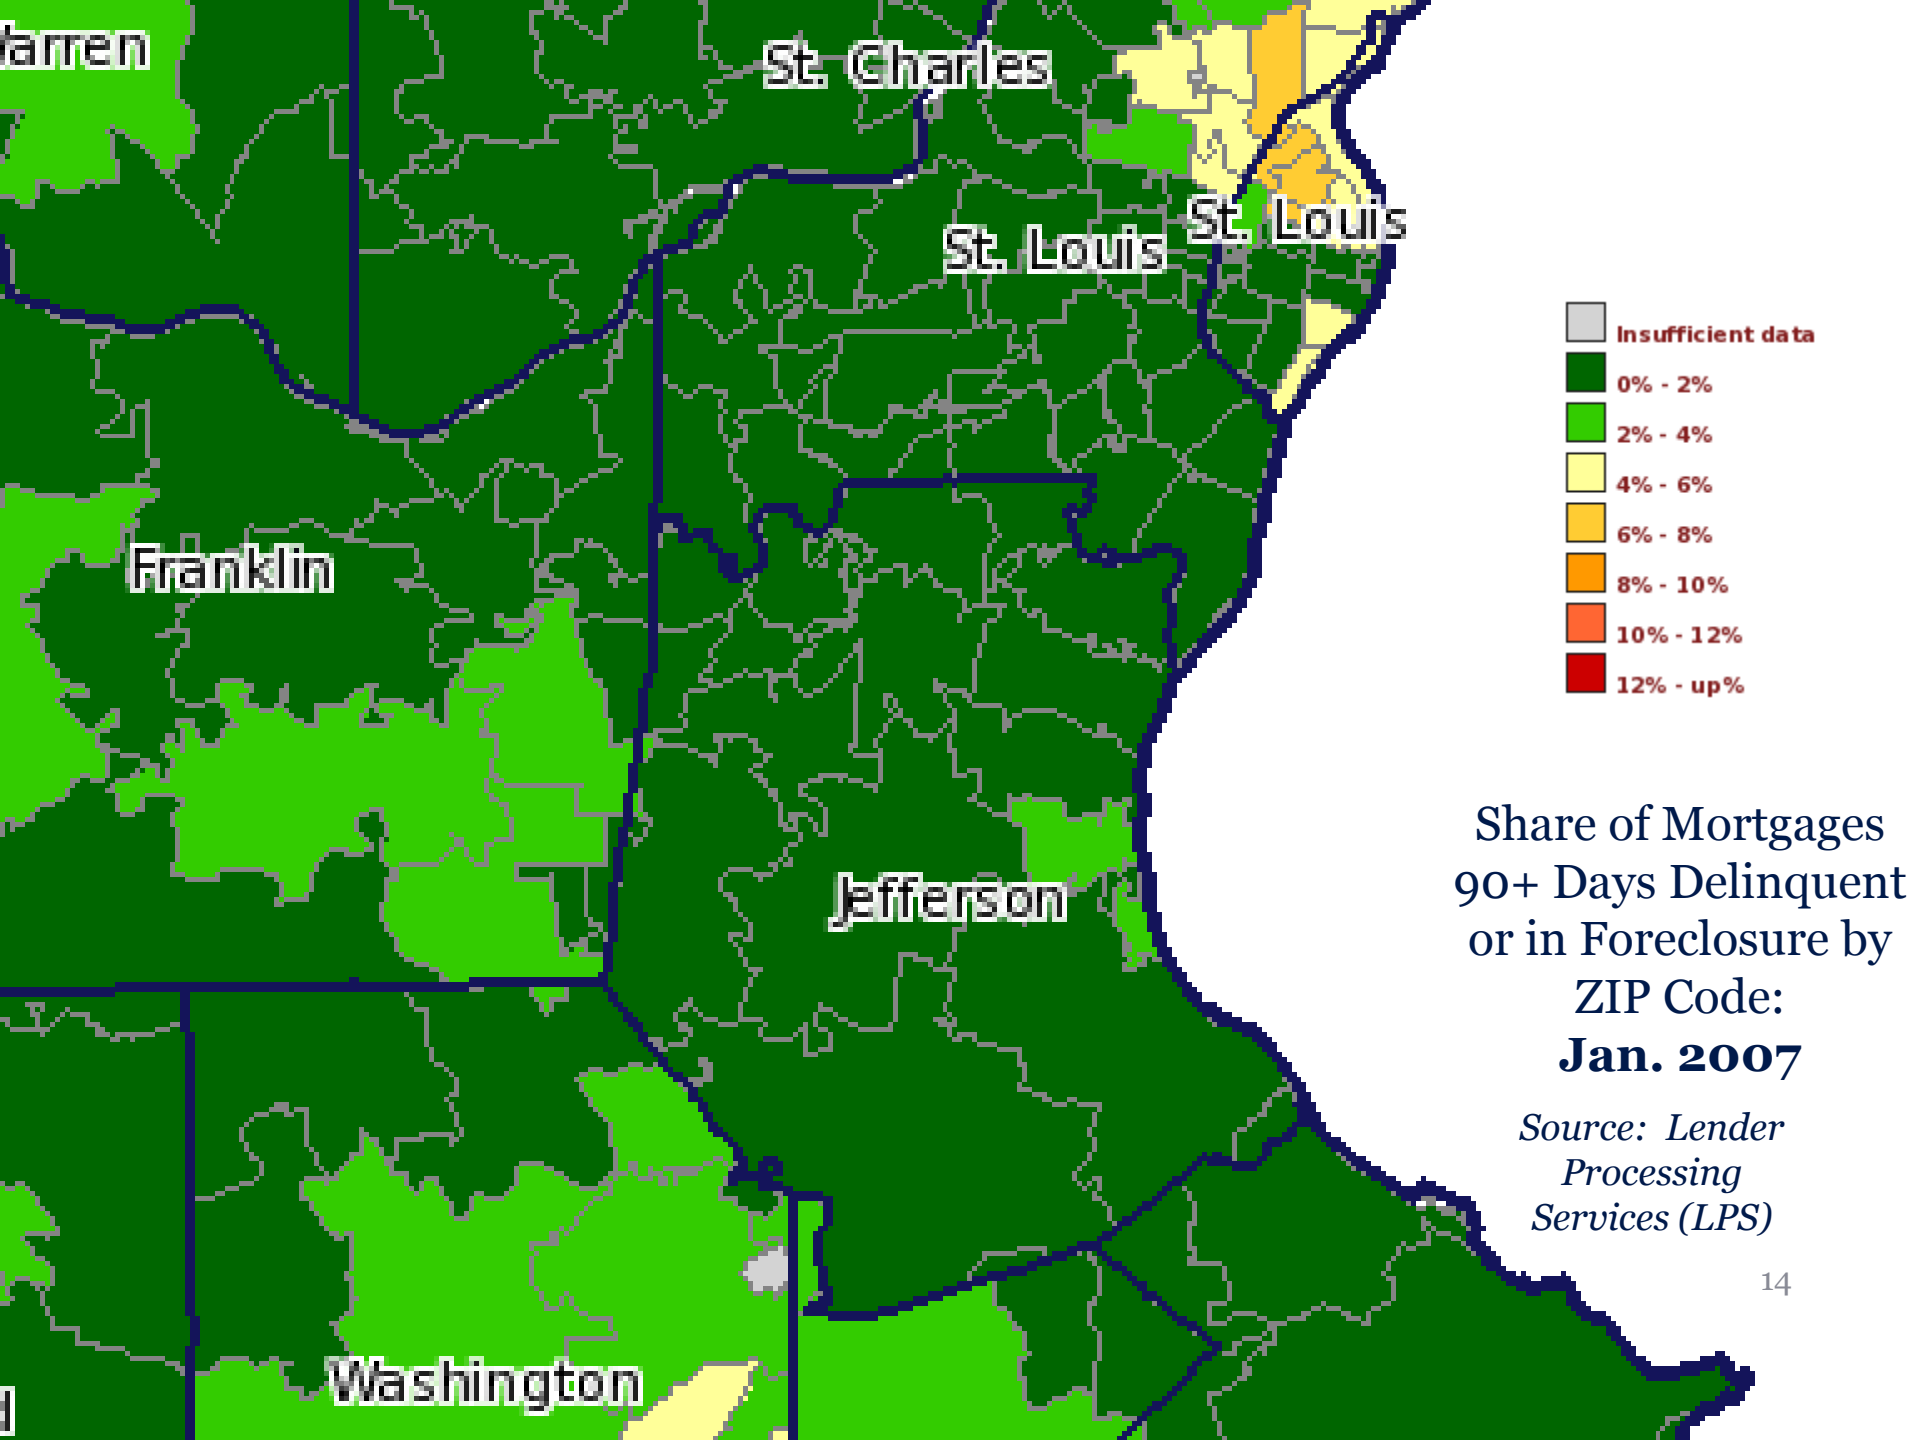 St. Charles
St. Louis
St. Louis
Franklin
Jefferson
Washington
Insufficient data
0% - 2%
2% - 4%
4% - 6%
6% - 8%
8% - 10%
10% - 12%
12% - up%
Share of Mortgages
90+ Days Delinquent
or in Foreclosure by
ZIP Code:
Jan. 2007
Source: Lender
Processing
Services (LPS)
14